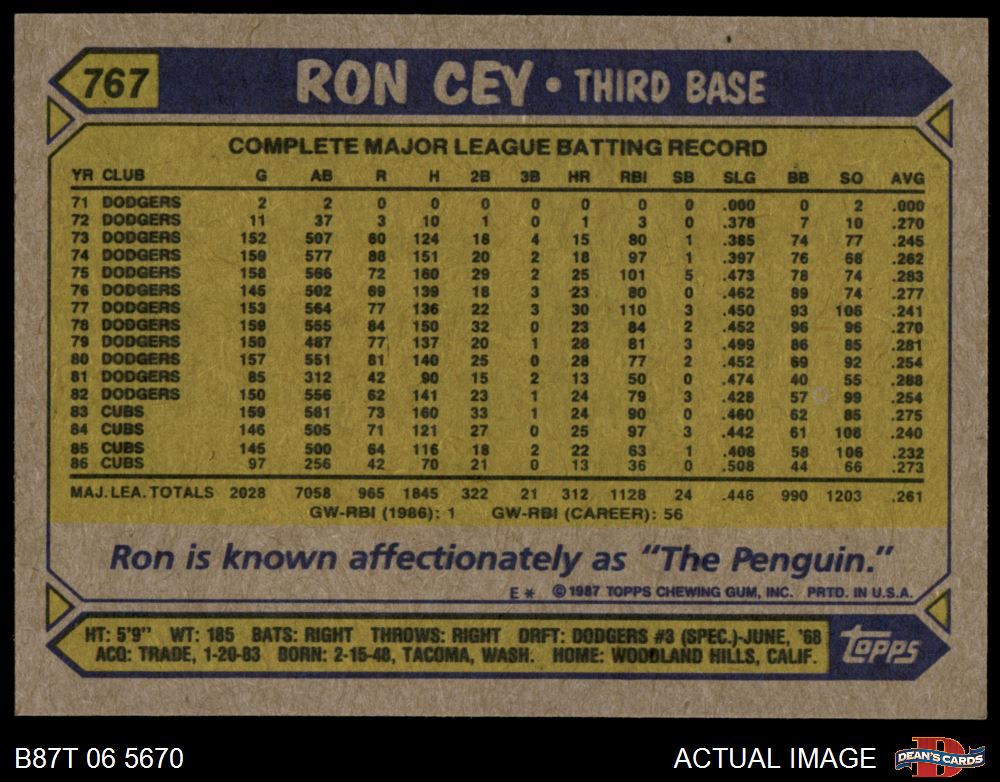 767 RON CEY • THIRD BASE
COMPLETE MAJOR LEAGUE BATTING RECORD
YR CLUB G AB R H 2B 3B HR RBI SB SLG BB SO AVG
71 DODGERS 2 2 0 0 0 0 0 0 0 .000 0 2 .000
72 DODGERS 11 37 3 10 1 0 1 3 0 .378 7 10 .270
73 DODGERS 152 507 60 124 18 4 15 80 1 .385 74 77 .245
74 DODGERS 159 577 88 151 20 2 18 97 1 .397 76 68 .262
75 DODGERS 158 566 72 160 29 2 25 101 5 .473 78 74 .283
76 DODGERS 145 502 69 139 18 3 23 80 0 .462 89 74 .277
77 DODGERS 153 564 77 136 22 3 30 110 3 .450 93 106 .241
78 DODGERS 159 555 84 150 32 0 23 84 2 .452 96 96 .270
79 DODGERS 150 487 77 137 20 1 28 81 3 .499 86 85 .281
80 DODGERS 157 551 81 140 25 0 28 77 2 .452 69 92 .254
81 DODGERS 85 312 42 90 15 2 13 50 0 .474 40 55 .288
82 DODGERS 150 556 62 141 23 1 24 79 3 .428 57 99 .254
83 CUBS 159 581 73 160 33 1 24 90 0 .460 62 85 .275
84 CUBS 146 505 71 121 27 0 25 97 3 .442 61 108 .240
85 CUBS 145 500 64 116 18 2 22 63 1 .408 58 106 .232
86 CUBS 97 256 42 70 21 0 13 36 0 .508 44 66 .273
MAJ. LEA. TOTALS 2028 7058 965 1845 322 21 312 1128 24 .446 990 1203 .261
GW-RBI (1986): 1 GW-RBI (CAREER): 56
Ron is known affectionately as “The Penguin.”
E* © 1987 TOPPS CHEWING GUM, INC. PRTD. IN U.S.A.
HT: 5'9" WT: 185 BATS: RIGHT THROWS: RIGHT DRFT: DODGERS #3 (SPEC.)-JUNE, '68
ACQ: TRADE, 1-20-83 BORN: 2-15-48, TACOMA, WASH. HOME: WOODLAND HILLS, CALIF.
topps
B87T 06 5670 ACTUAL IMAGE D DEAN'S CARDS